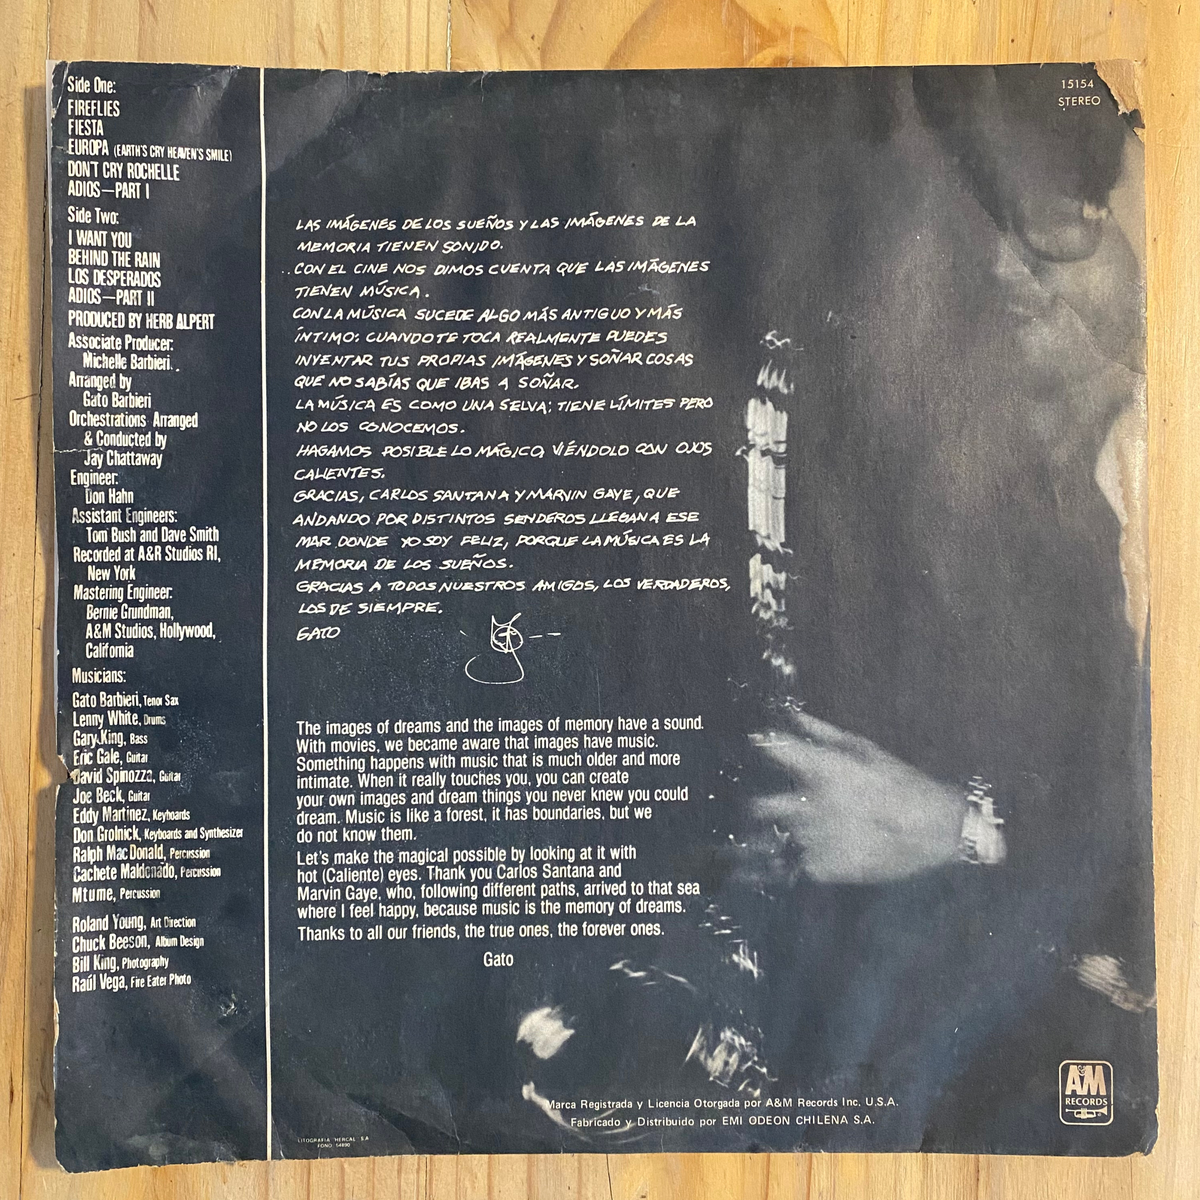 Side One:
FIREFLIES
FIESTA
EUROPA (EARTH'S CRY HEAVEN'S SMILE)
DON'T CRY ROCHELLE
ADIOS—PART I
Side Two:
I WANT YOU
BEHIND THE RAIN
LOS DESPERADOS
ADIOS—PART II
PRODUCED BY HERB ALPERT
Associate Producer:
Michelle Barbieri.
Arranged by
Gato Barbieri
Orchestrations Arranged
& Conducted by
Jay Chattaway
Engineer:
Don Hahn
Assistant Engineers:
Tom Bush and Dave Smith
Recorded at A&R Studios RI,
New York
Mastering Engineer:
Bernie Grundman,
A&M Studios, Hollywood,
California
Musicians:
Gato Barbieri, Tenor Sax
Lenny White, Drums
Gary King, Bass
Eric Gale, Guitar
David Spinozza, Guitar
Joe Beck, Guitar
Eddy Martinez, Keyboards
Don Grolnick, Keyboards and Synthesizer
Ralph MacDonald, Percussion
Cachete Maldonado, Percussion
Mtume, Percussion
Roland Young, Art Direction
Chuck Beeson, Album Design
Bill King, Photography
Raúl Vega, Fire Eater Photo
15154
STEREO
LAS IMÁGENES DE LOS SUEÑOS Y LAS IMÁGENES DE LA
MEMORIA TIENEN SONIDO.
..CON EL CINE NOS DIMOS CUENTA QUE LAS IMÁGENES
TIENEN MÚSICA.
CON LA MÚSICA SUCEDE ALGO MÁS ANTIGUO Y MÁS
ÍNTIMO: CUANDO TE TOCA REALMENTE PUEDES
INVENTAR TUS PROPIAS IMÁGENES Y SOÑAR COSAS
QUE NO SABÍAS QUE IBAS A SOÑAR.
LA MÚSICA ES COMO UNA SELVA; TIENE LÍMITES PERO
NO LOS CONOCEMOS.
HAGAMOS POSIBLE LO MÁGICO, VIÉNDOLO CON OJOS
CALIENTES.
GRACIAS, CARLOS SANTANA Y MARVIN GAYE, QUE
ANDANDO POR DISTINTOS SENDEROS LLEGAN A ESE
MAR DONDE YO SOY FELIZ, PORQUE LA MÚSICA ES LA
MEMORIA DE LOS SUEÑOS.
GRACIAS A TODOS NUESTROS AMIGOS, LOS VERDADEROS,
LOS DE SIEMPRE.
GATO
The images of dreams and the images of memory have a sound.
With movies, we became aware that images have music.
Something happens with music that is much older and more
intimate. When it really touches you, you can create
your own images and dream things you never knew you could
dream. Music is like a forest, it has boundaries, but we
do not know them.
Let's make the magical possible by looking at it with
hot (Caliente) eyes. Thank you Carlos Santana and
Marvin Gaye, who, following different paths, arrived to that sea
where I feel happy, because music is the memory of dreams.
Thanks to all our friends, the true ones, the forever ones.
Gato
Marca Registrada y Licencia Otorgada por A&M Records Inc. U.S.A.
Fabricado y Distribuido por EMI ODEON CHILENA S.A.
LITOGRAFIA "HERCAL" S.A
FONO 54690
A&M
RECORDS